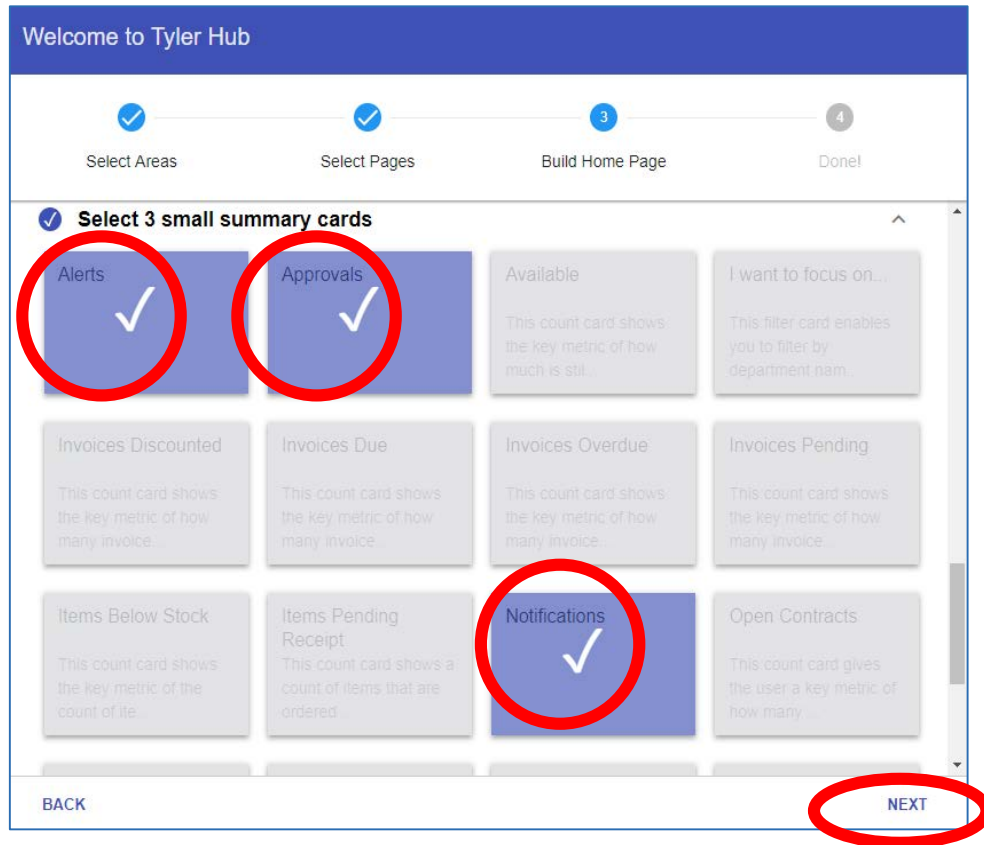 Welcome to Tyler Hub
3
4
Select Areas
Select Pages
Build Home Page
Done!
Select 3 small summary cards
Alerts
Approvals
Available
This count card shows
the key metric of how
much is stil...
I want to focus on...
This filter card enables
you to filter by
department nam...
Invoices Discounted
This count card shows
the key metric of how
many invoice...
Invoices Due
This count card shows
the key metric of how
many invoice...
Invoices Overdue
This count card shows
the key metric of how
many invoice...
Invoices Pending
This count card shows
the key metric of how
many invoice...
Items Below Stock
This count card shows
the key metric of the
count of ite...
Items Pending
Receipt
This count card shows a
count of items that are
ordered...
Notifications
Open Contracts
This count card gives
the user a key metric of
how many ...
BACK
NEXT